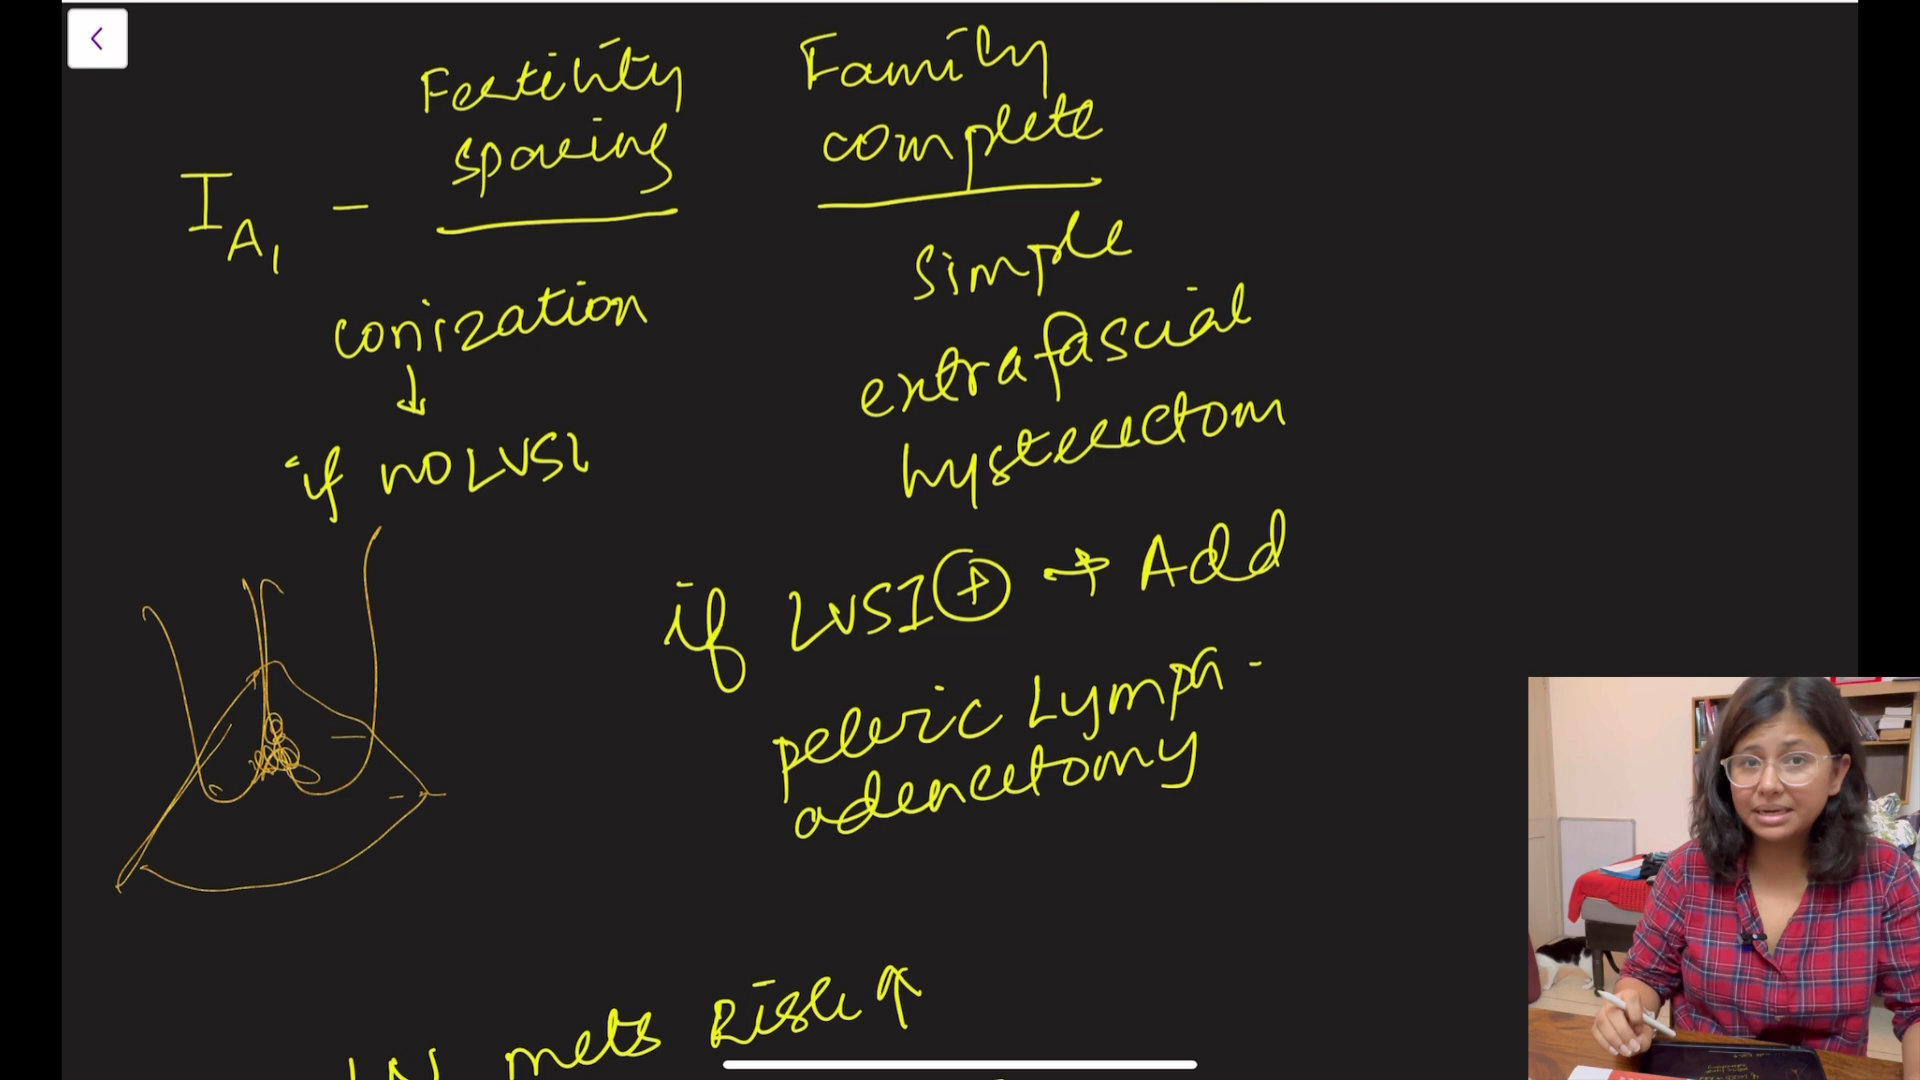 Fertility Family
sparing complete
IA1 -
conization simple
↓ extrafascial
if no LVSI hysterectom
if LVSI⊕ → Add
pelvic Lymph -
adenectomy
LN mets Risk ↑